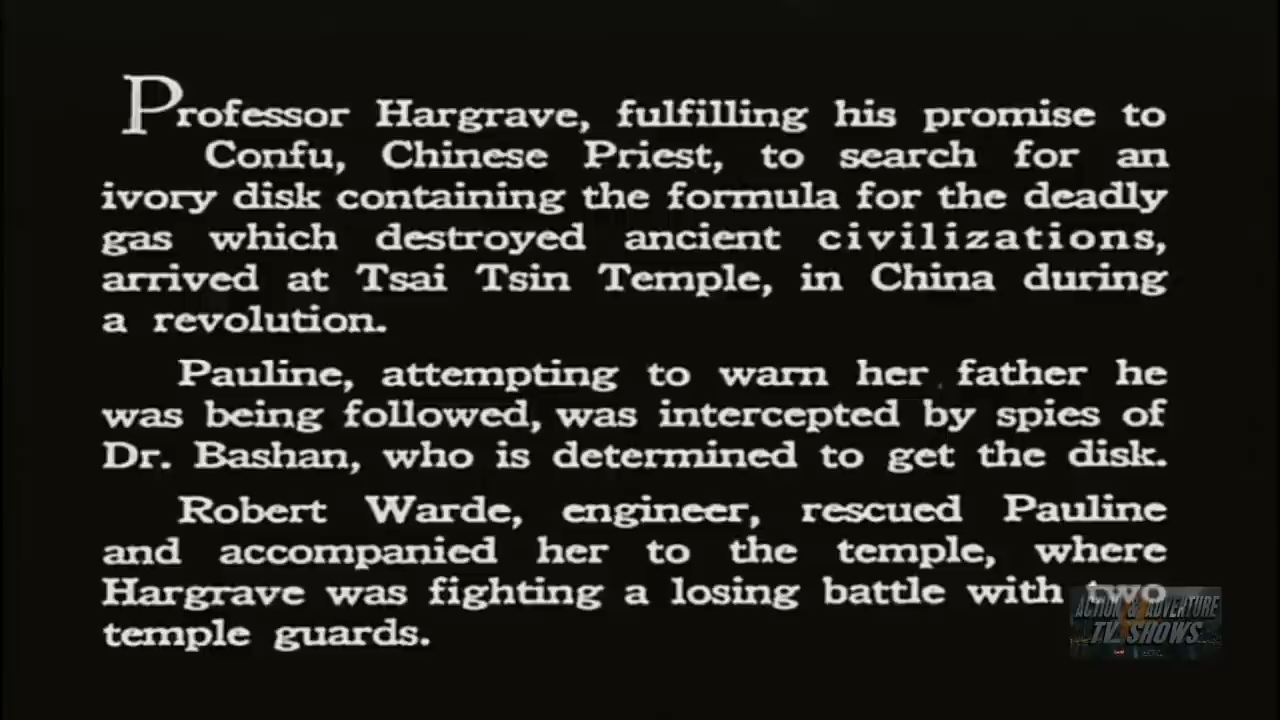 Professor Hargrave, fulfilling his promise to
Confu, Chinese Priest, to search for an
ivory disk containing the formula for the deadly
gas which destroyed ancient civilizations,
arrived at Tsai Tsin Temple, in China during
a revolution.
Pauline, attempting to warn her father he
was being followed, was intercepted by spies of
Dr. Bashan, who is determined to get the disk.
Robert Warde, engineer, rescued Pauline
and accompanied her to the temple, where
Hargrave was fighting a losing battle with two
temple guards.
ACTION & ADVENTURE
TV SHOWS